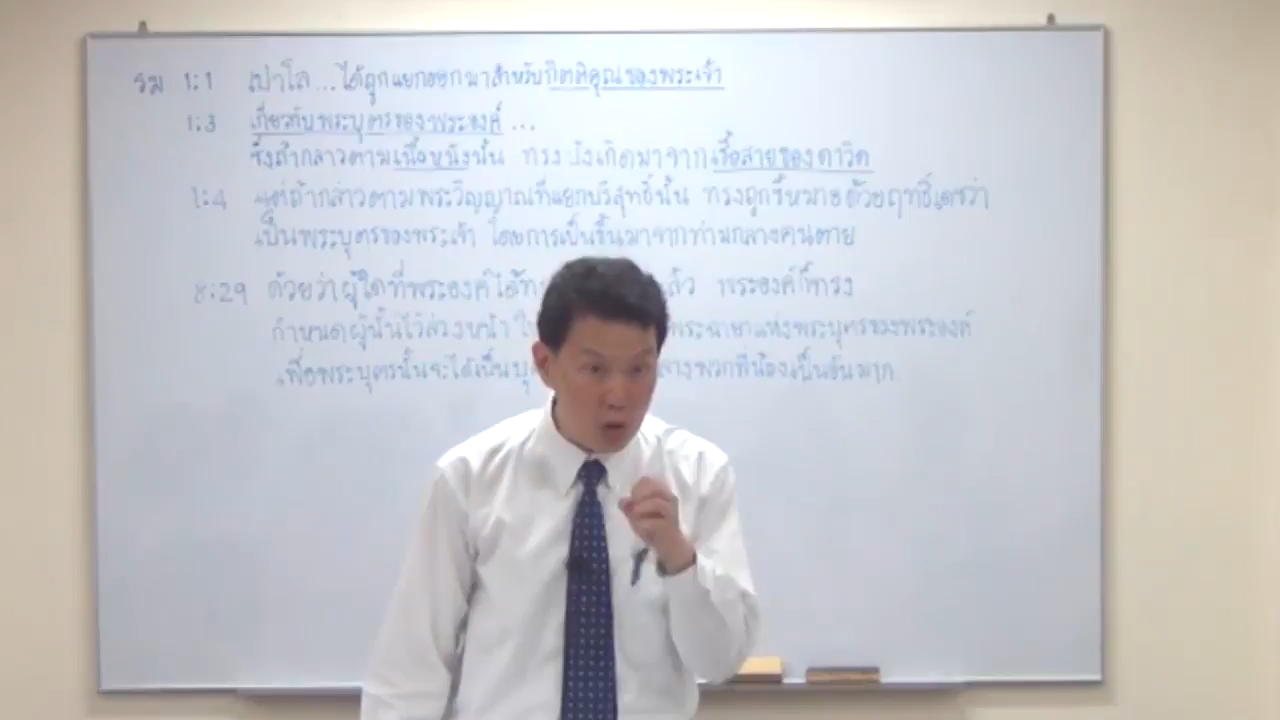 รม 1:1 เปาโล...ได้ถูกแยกออกมาสำหรับกิตติคุณของพระเจ้า
1:3 เกี่ยวกับพระบุตรของพระองค์...
ซึ่งถ้ากล่าวตามเนื้อหนังนั้น ทรงบังเกิดมาจากเชื้อสายของดาวิด
1:4 แต่ถ้ากล่าวตามพระวิญญาณที่แยกบริสุทธิ์นั้น ทรงถูกขีดหมายด้วยฤทธิ์เดชว่า
เป็นพระบุตรของพระเจ้า โดยการเป็นขึ้นมาจากท่ามกลางคนตาย
8:29 ด้วยว่าผู้ใดที่พระองค์ได้ แล้ว พระองค์ก็ทรง
กำหนดผู้นั้นไว้ล่วงหน้า พระฉายาแห่งพระบุตรของพระองค์
เพื่อพระบุตรนั้นจะได้เป็น พวกพี่น้องเป็นอันมาก